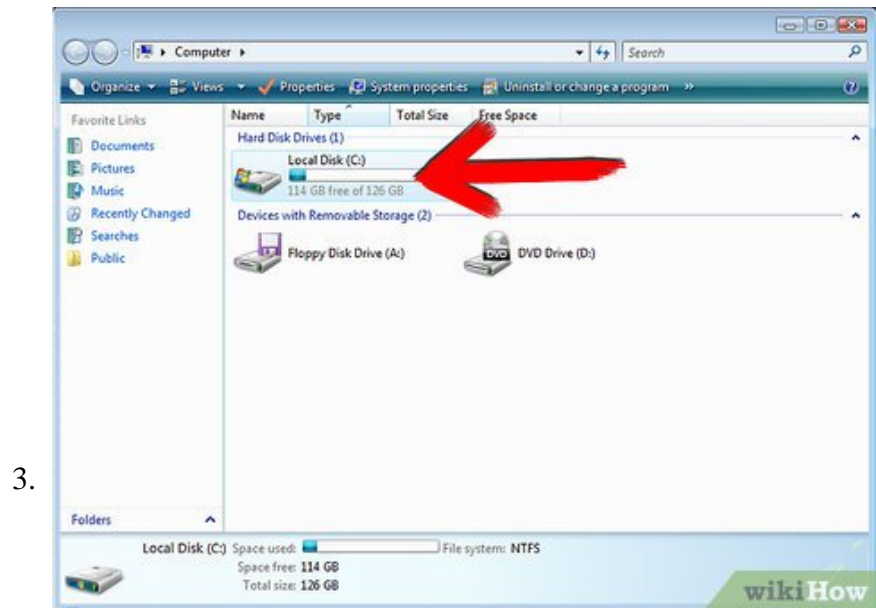 Computer
Search
Organize Views Properties System properties Uninstall or change a program »
Favorite Links
Documents
Pictures
Music
Recently Changed
Searches
Public
Folders
Name Type Total Size Free Space
Hard Disk Drives (1)
Local Disk (C:)
114 GB free of 126 GB
Devices with Removable Storage (2)
Floppy Disk Drive (A:)
DVD Drive (D:)
3.
Local Disk (C:) Space used: File system: NTFS
Space free: 114 GB
Total size: 126 GB
wikiHow